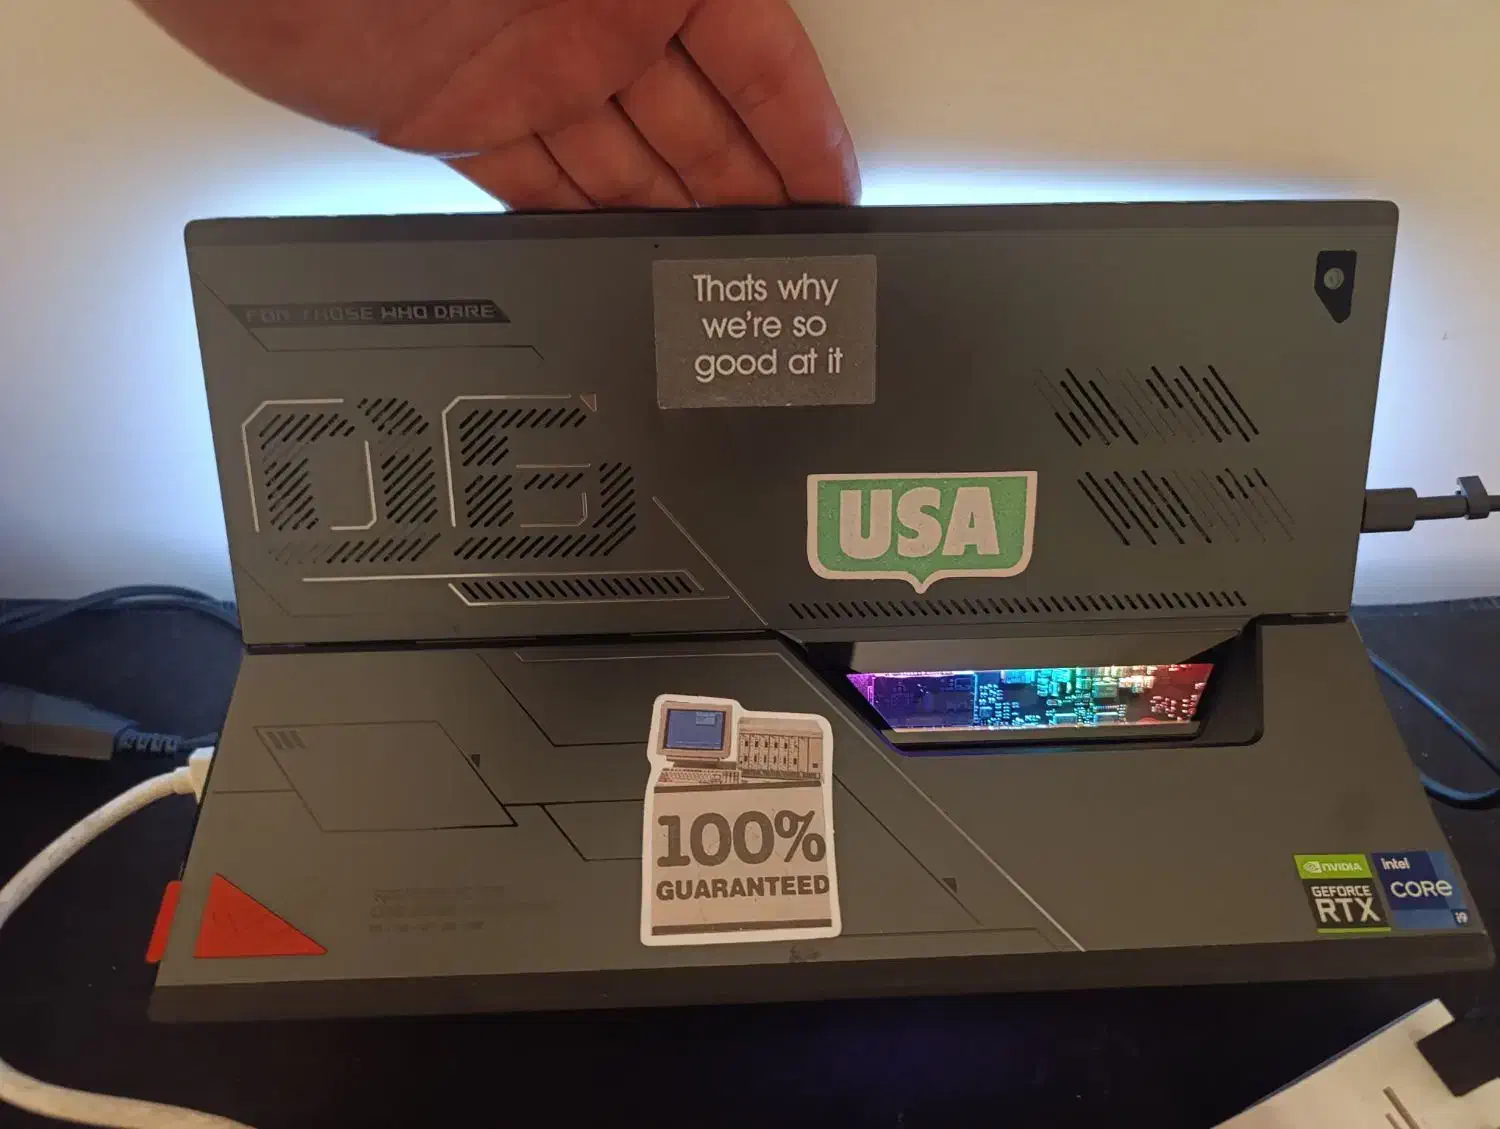 FOR THOSE WHO DARE
Thats why
we're so
good at it
06
USA
100%
GUARANTEED
NVIDIA
GEFORCE
RTX
intel
CORE
i9